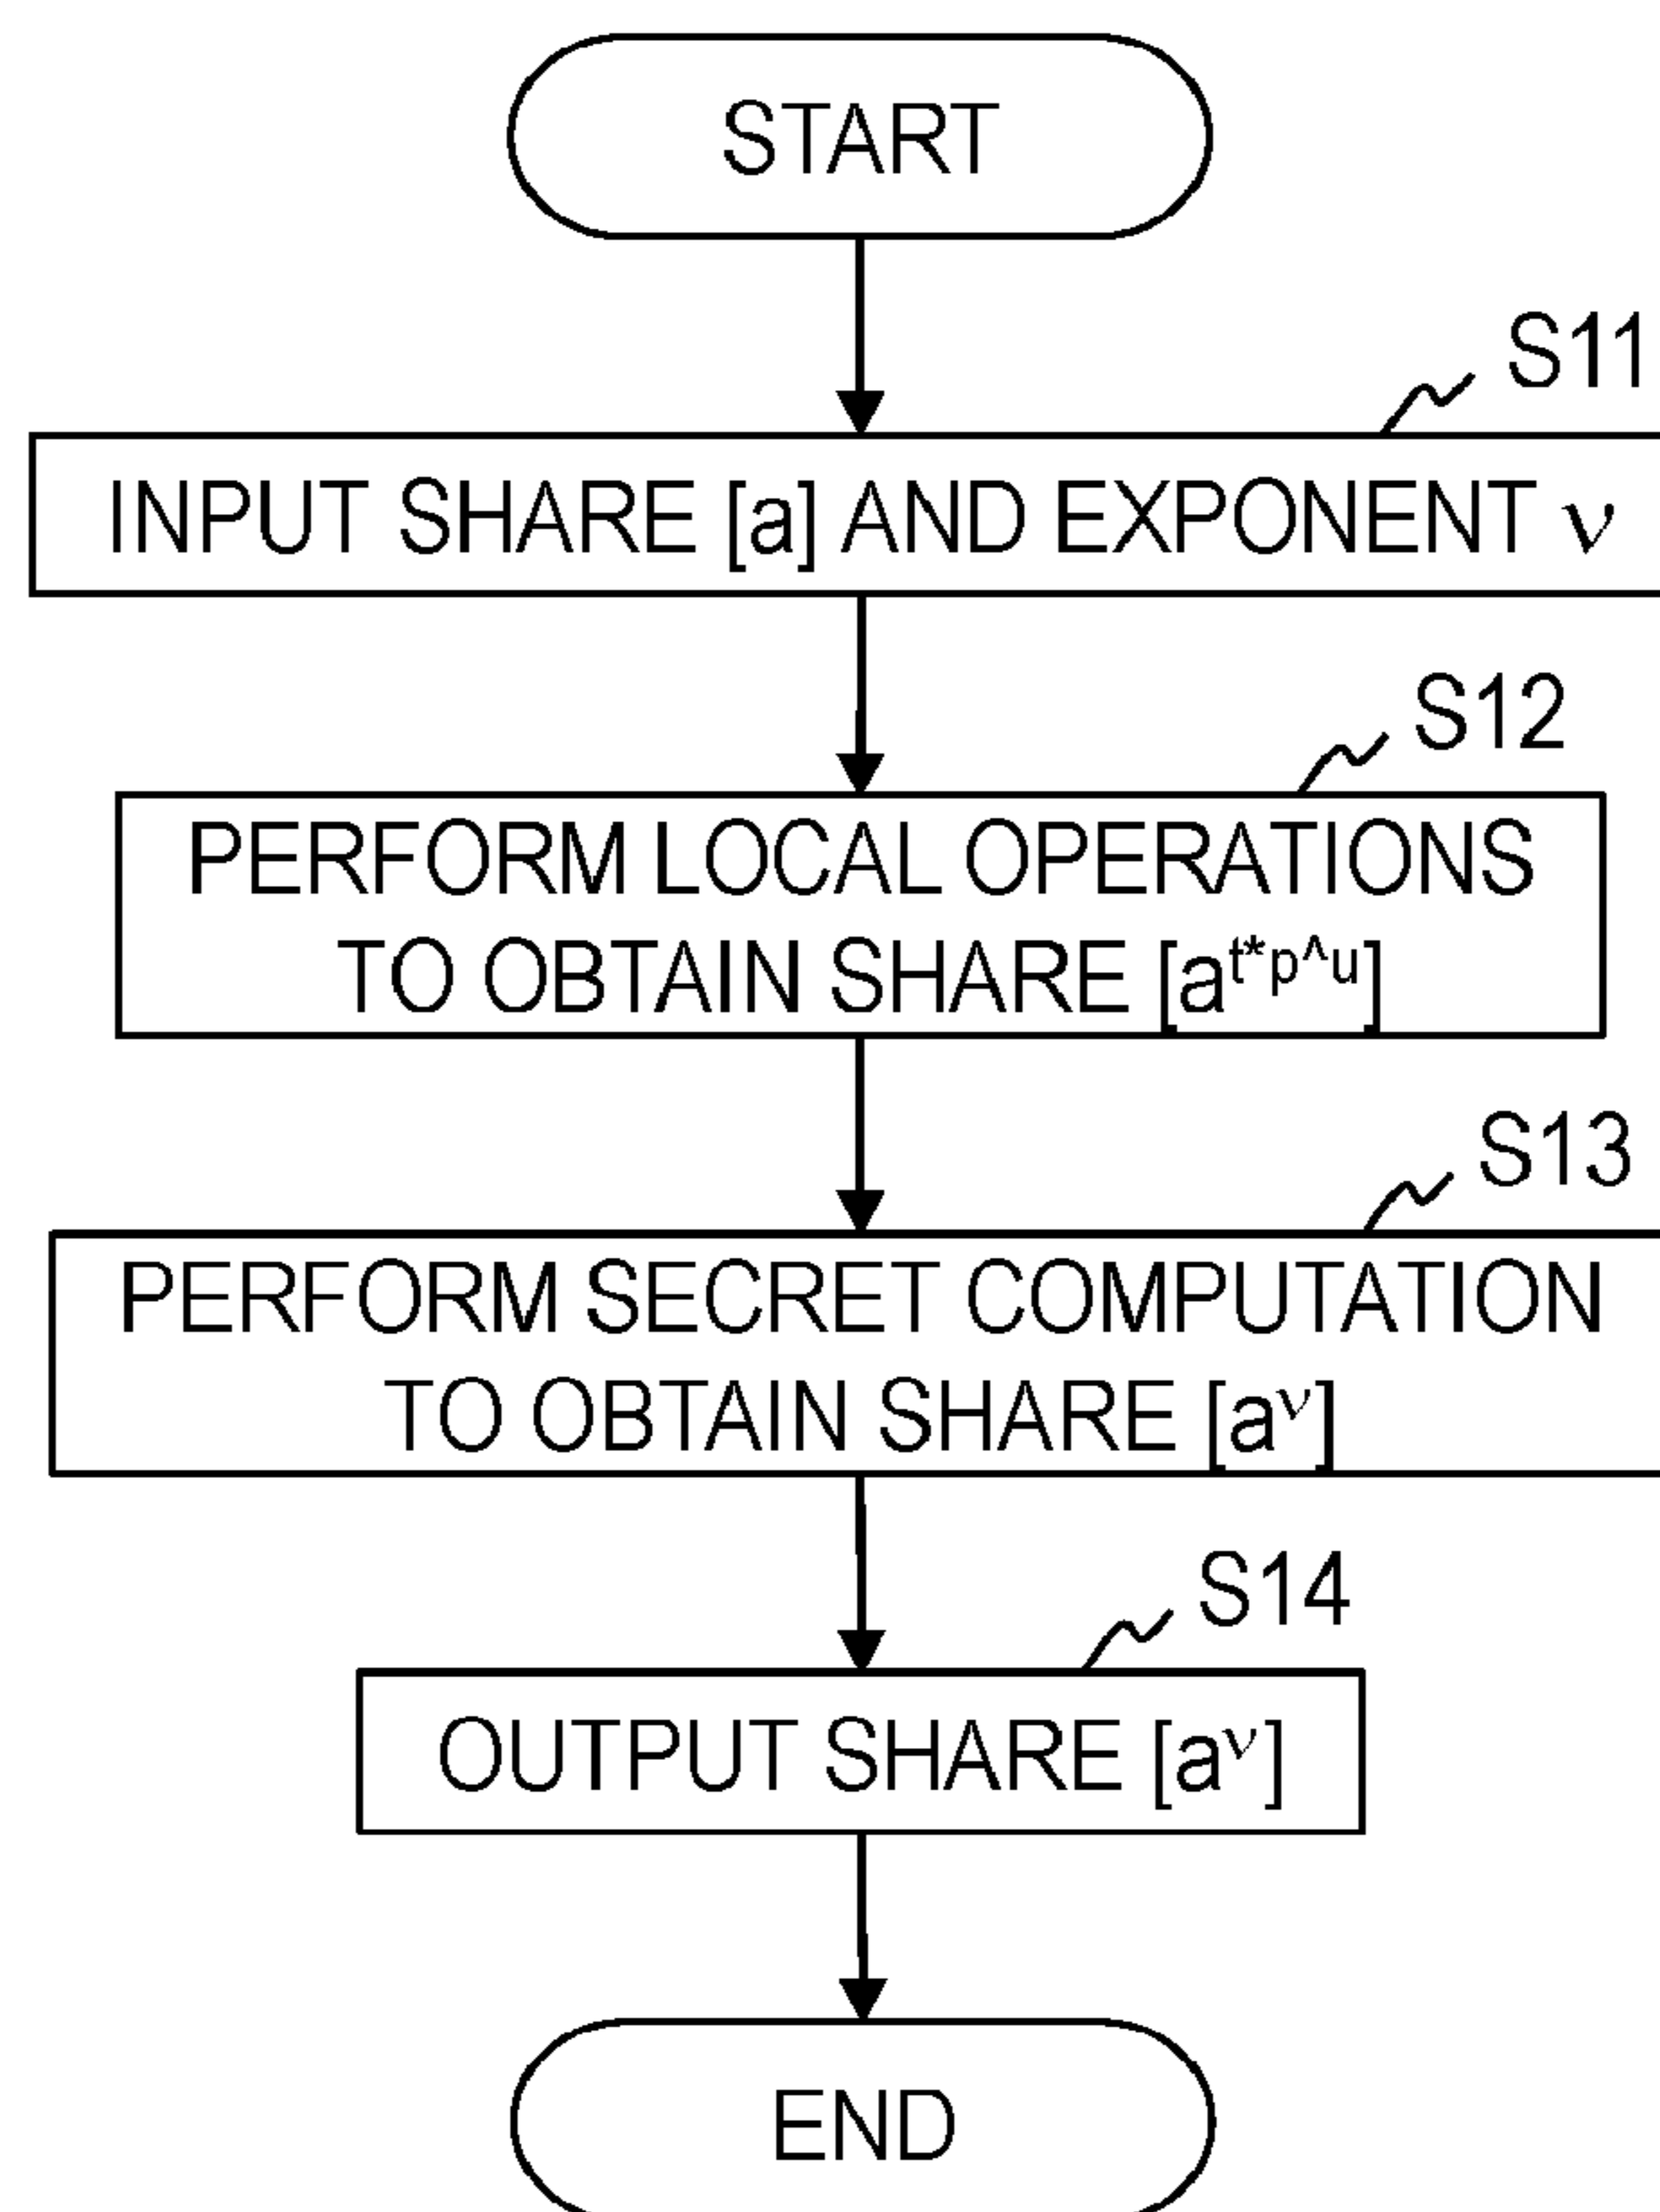 START
S11
INPUT SHARE [a] AND EXPONENT ν
S12
PERFORM LOCAL OPERATIONS
TO OBTAIN SHARE [a^{t*p^u}]
S13
PERFORM SECRET COMPUTATION
TO OBTAIN SHARE [a^ν]
S14
OUTPUT SHARE [a^ν]
END